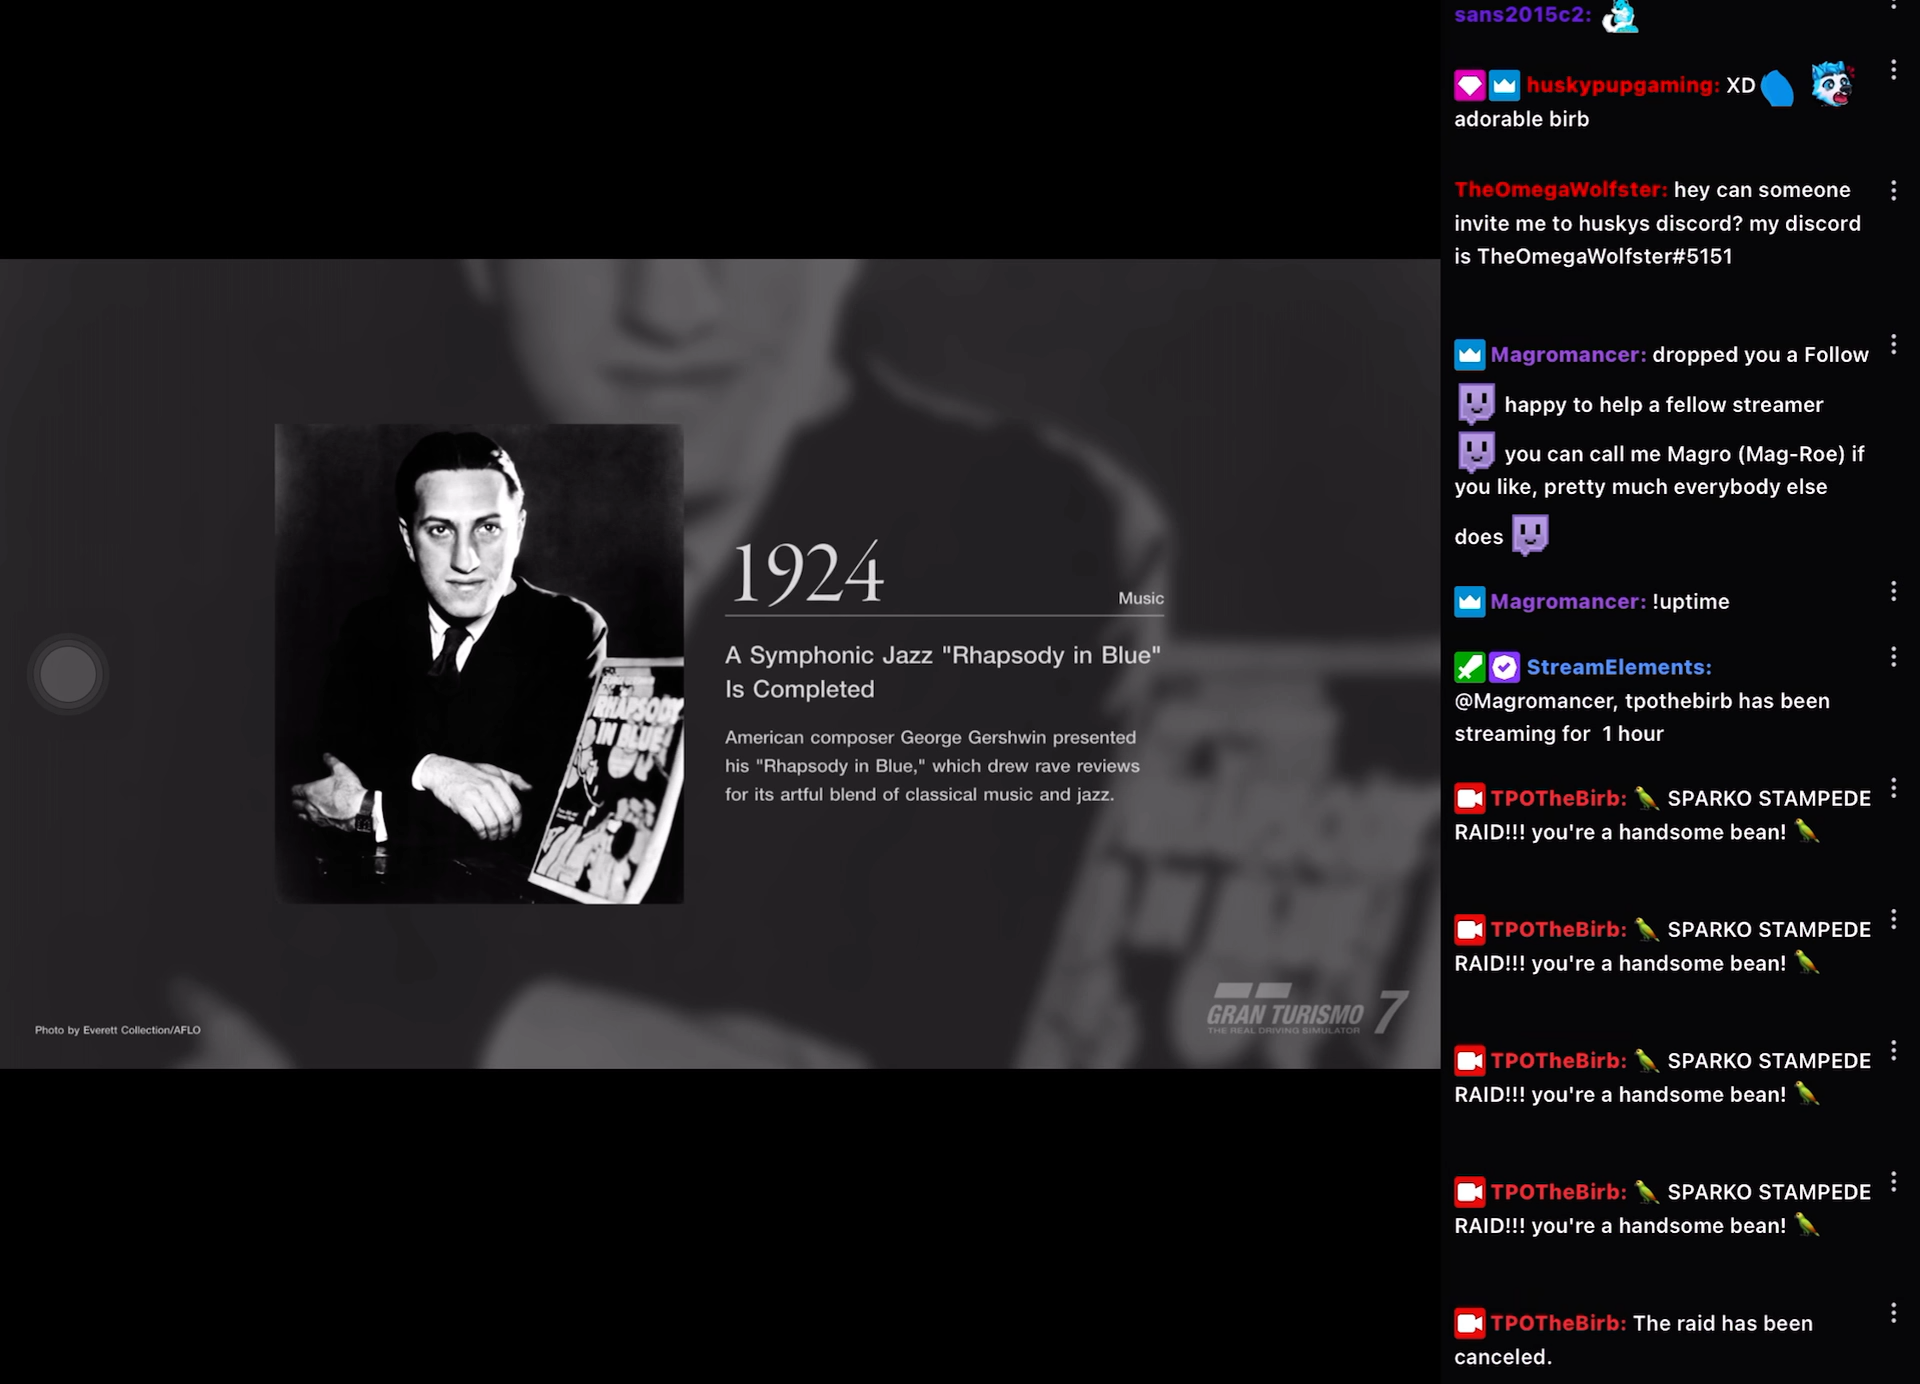 1924
Music
A Symphonic Jazz "Rhapsody in Blue"
Is Completed
American composer George Gershwin presented
his "Rhapsody in Blue," which drew rave reviews
for its artful blend of classical music and jazz.
RHAPSODY
IN BLUE
Photo by Everett Collection/AFLO
GRAN TURISMO 7
THE REAL DRIVING SIMULATOR
sans2015c2:
huskypupgaming: XD
adorable birb
TheOmegaWolfster: hey can someone
invite me to huskys discord? my discord
is TheOmegaWolfster#5151
Magromancer: dropped you a Follow
happy to help a fellow streamer
you can call me Magro (Mag-Roe) if
you like, pretty much everybody else
does
Magromancer: !uptime
StreamElements:
@Magromancer, tpothebirb has been
streaming for 1 hour
TPOTheBirb: 🦜 SPARKO STAMPEDE
RAID!!! you're a handsome bean! 🦜
TPOTheBirb: 🦜 SPARKO STAMPEDE
RAID!!! you're a handsome bean! 🦜
TPOTheBirb: 🦜 SPARKO STAMPEDE
RAID!!! you're a handsome bean! 🦜
TPOTheBirb: 🦜 SPARKO STAMPEDE
RAID!!! you're a handsome bean! 🦜
TPOTheBirb: The raid has been
canceled.